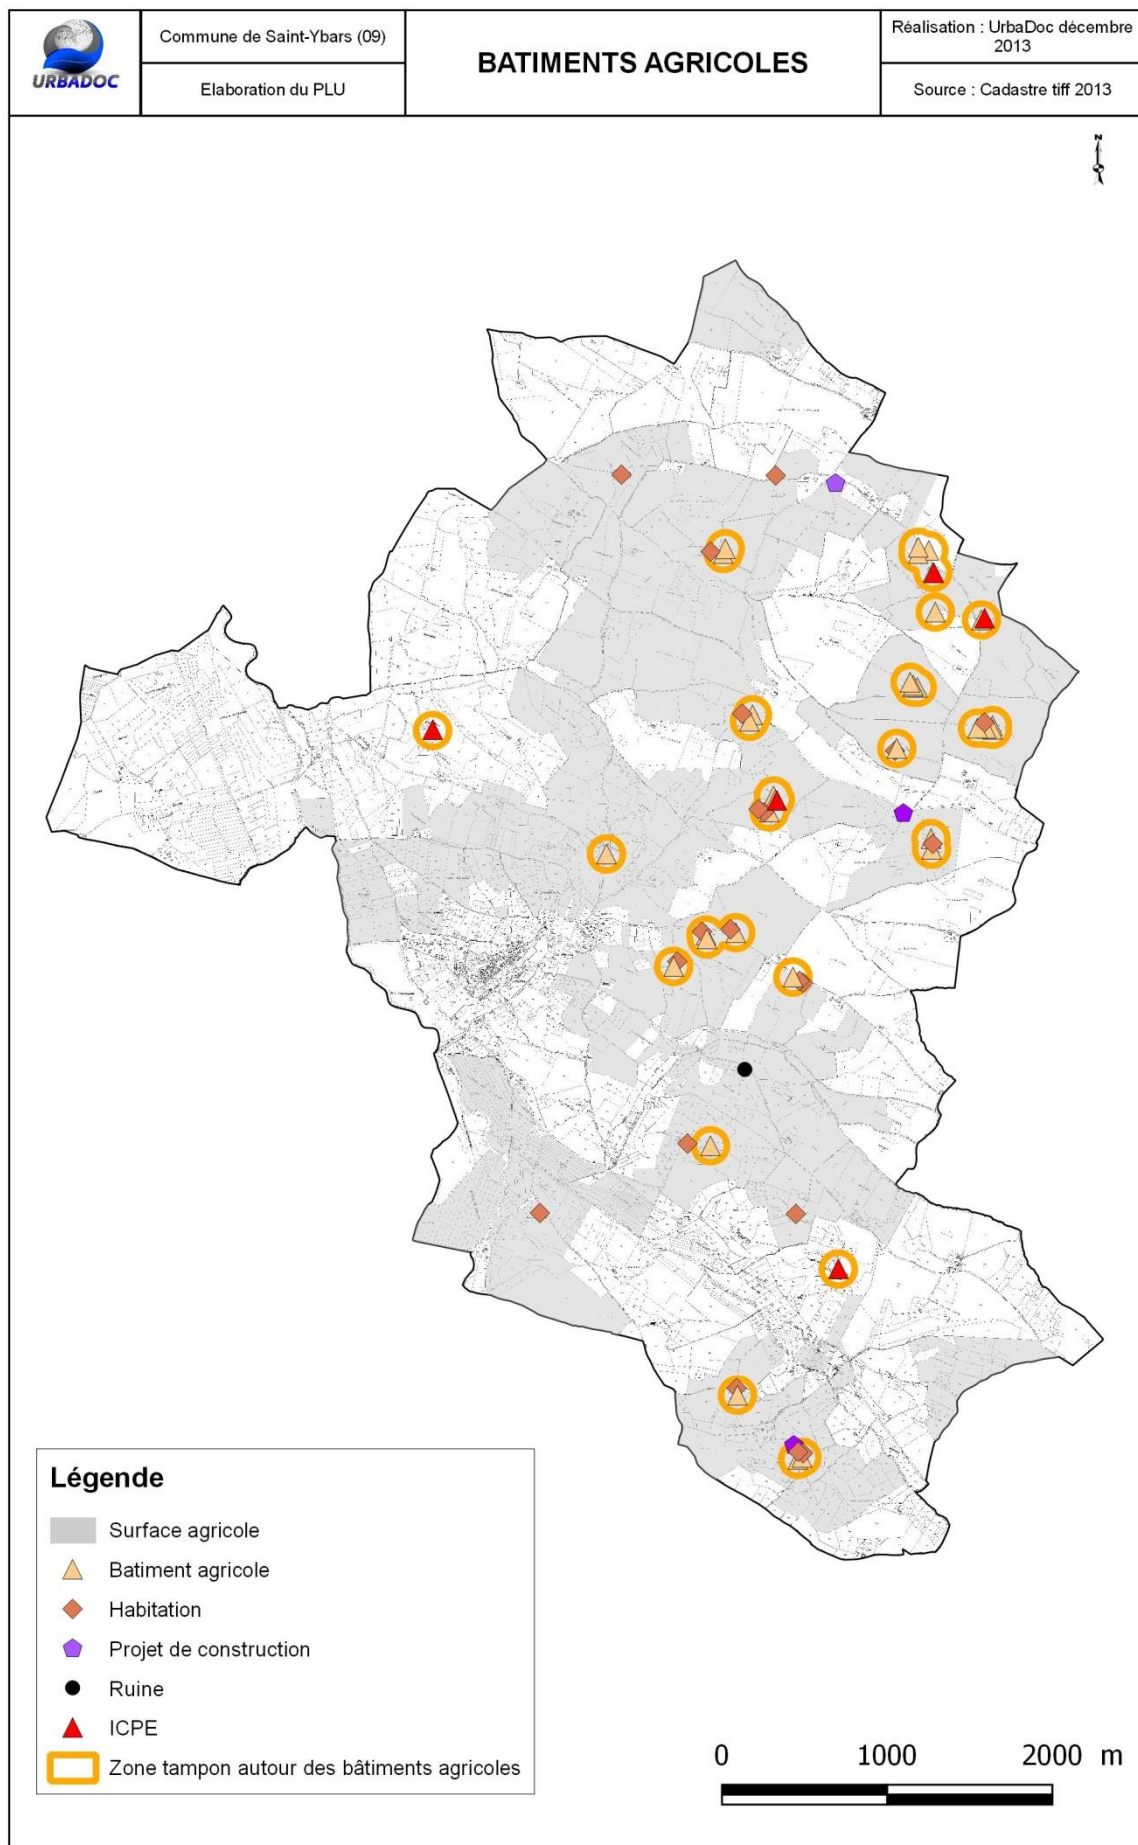 URBADOC
Commune de Saint-Ybars (09)
Elaboration du PLU
BATIMENTS AGRICOLES
Réalisation : UrbaDoc décembre
2013
Source : Cadastre tiff 2013
N
Légende
Surface agricole
Batiment agricole
Habitation
Projet de construction
Ruine
ICPE
Zone tampon autour des bâtiments agricoles
0 1000 2000 m